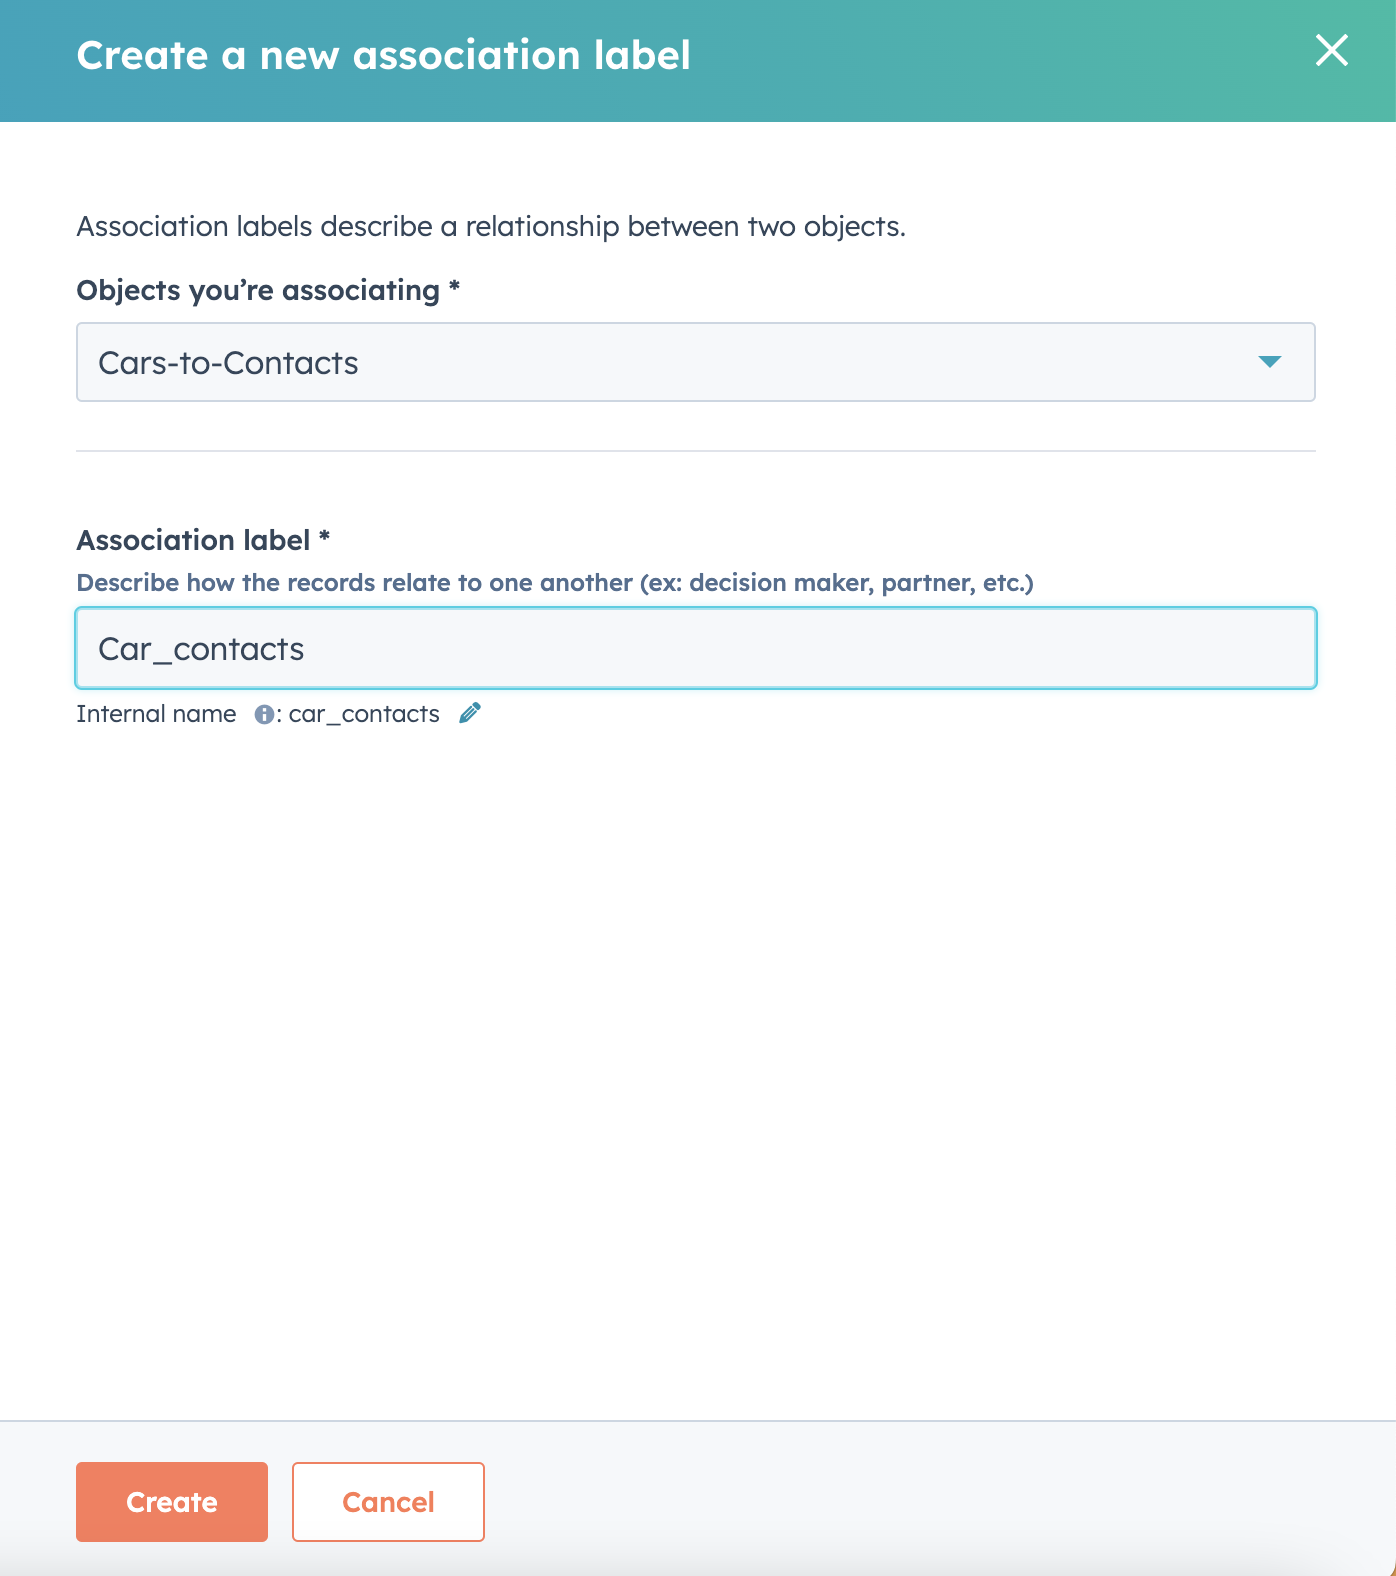 Create a new association label
Association labels describe a relationship between two objects.
Objects you’re associating *
Cars-to-Contacts
Association label *
Describe how the records relate to one another (ex: decision maker, partner, etc.)
Car_contacts
Internal name : car_contacts
Create
Cancel